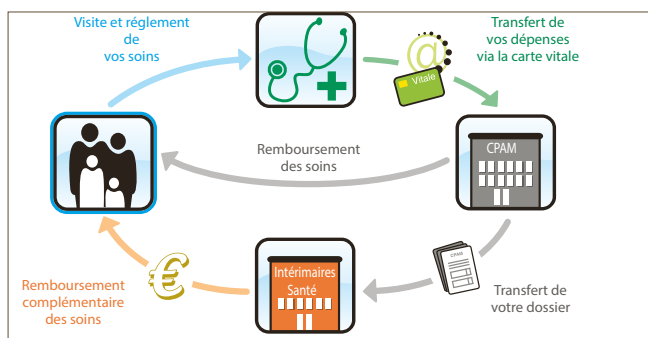 Visite et réglement
de
vos soins
Transfert de
vos dépenses
via la carte vitale
@
Vitale
CPAM
Remboursement
des soins
CPAM
Intérimaires
Santé
€
Remboursement
complémentaire
des soins
Transfert de
votre dossier